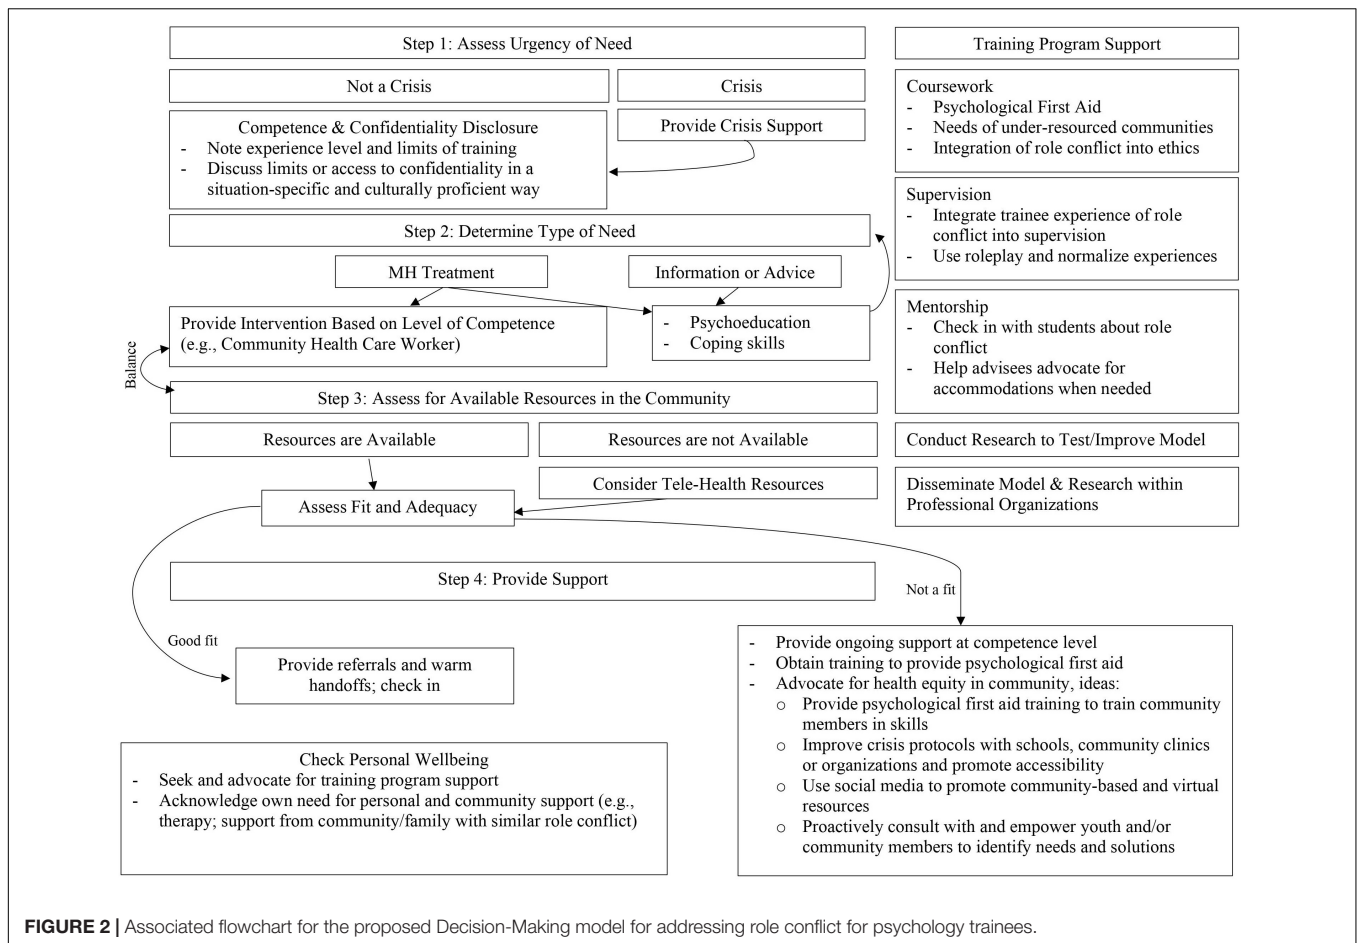 Step 1: Assess Urgency of Need
Not a Crisis
Crisis
Competence & Confidentiality Disclosure
- Note experience level and limits of training
- Discuss limits or access to confidentiality in a
situation-specific and culturally proficient way
Provide Crisis Support
Step 2: Determine Type of Need
MH Treatment
Information or Advice
Provide Intervention Based on Level of Competence
(e.g., Community Health Care Worker)
- Psychoeducation
- Coping skills
Balance
Step 3: Assess for Available Resources in the Community
Resources are Available
Resources are not Available
Consider Tele-Health Resources
Assess Fit and Adequacy
Step 4: Provide Support
Good fit
Not a fit
Provide referrals and warm
handoffs; check in
- Provide ongoing support at competence level
- Obtain training to provide psychological first aid
- Advocate for health equity in community, ideas:
o Provide psychological first aid training to train community
members in skills
o Improve crisis protocols with schools, community clinics
or organizations and promote accessibility
o Use social media to promote community-based and virtual
resources
o Proactively consult with and empower youth and/or
community members to identify needs and solutions
Check Personal Wellbeing
- Seek and advocate for training program support
- Acknowledge own need for personal and community support (e.g.,
therapy; support from community/family with similar role conflict)
Training Program Support
Coursework
- Psychological First Aid
- Needs of under-resourced communities
- Integration of role conflict into ethics
Supervision
- Integrate trainee experience of role
conflict into supervision
- Use roleplay and normalize experiences
Mentorship
- Check in with students about role
conflict
- Help advisees advocate for
accommodations when needed
Conduct Research to Test/Improve Model
Disseminate Model & Research within
Professional Organizations
FIGURE 2 | Associated flowchart for the proposed Decision-Making model for addressing role conflict for psychology trainees.